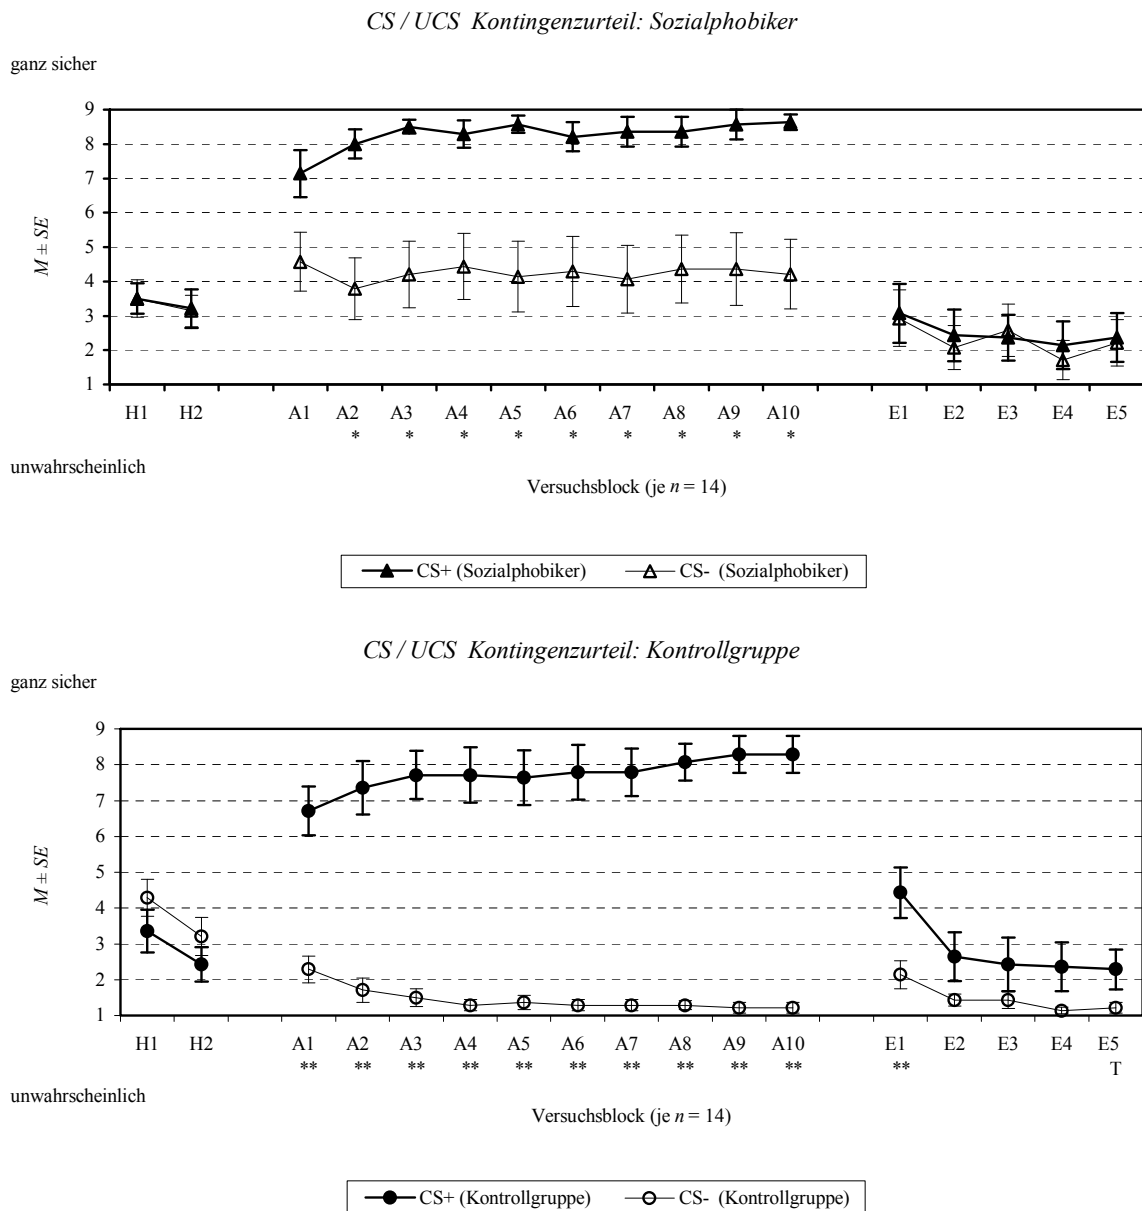 CS / UCS Kontingenzurteil: Sozialphobiker
ganz sicher
9
8
7
6
5
4
3
2
1
M ± SE
H1 H2 A1 A2 A3 A4 A5 A6 A7 A8 A9 A10 E1 E2 E3 E4 E5
* * * * * * * * *
unwahrscheinlich
Versuchsblock (je n = 14)
CS+ (Sozialphobiker) CS- (Sozialphobiker)
CS / UCS Kontingenzurteil: Kontrollgruppe
ganz sicher
9
8
7
6
5
4
3
2
1
M ± SE
H1 H2 A1 A2 A3 A4 A5 A6 A7 A8 A9 A10 E1 E2 E3 E4 E5
** ** ** ** ** ** ** ** ** ** ** T
unwahrscheinlich
Versuchsblock (je n = 14)
CS+ (Kontrollgruppe) CS- (Kontrollgruppe)